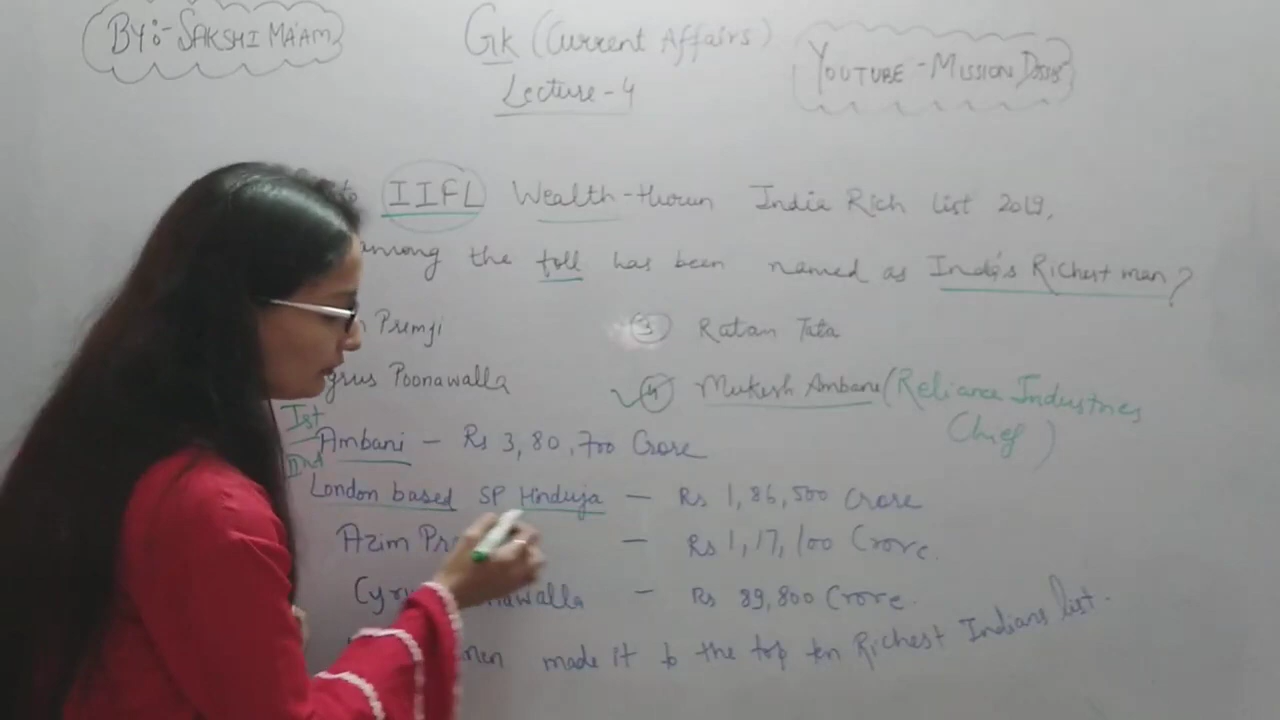 BY:- SAKSHI MA'AM
Gk (Current Affairs)
Lecture-4
YOUTUBE - MISSION
IIFL Wealth-Hurun India Rich list 2019,
among the foll has been named as India's Richest man?
Premji
③ Ratan Tata
Poonawalla
④ Mukesh Ambani (Reliance Industries Chief)
Ist
Ambani - Rs 3,80,700 Crore
IInd
London based SP Hinduja - Rs 1,86,500 Crore
Azim - Rs 1,17,100 Crore.
- Rs 89,800 Crore.
made it to the top ten Richest Indians list.